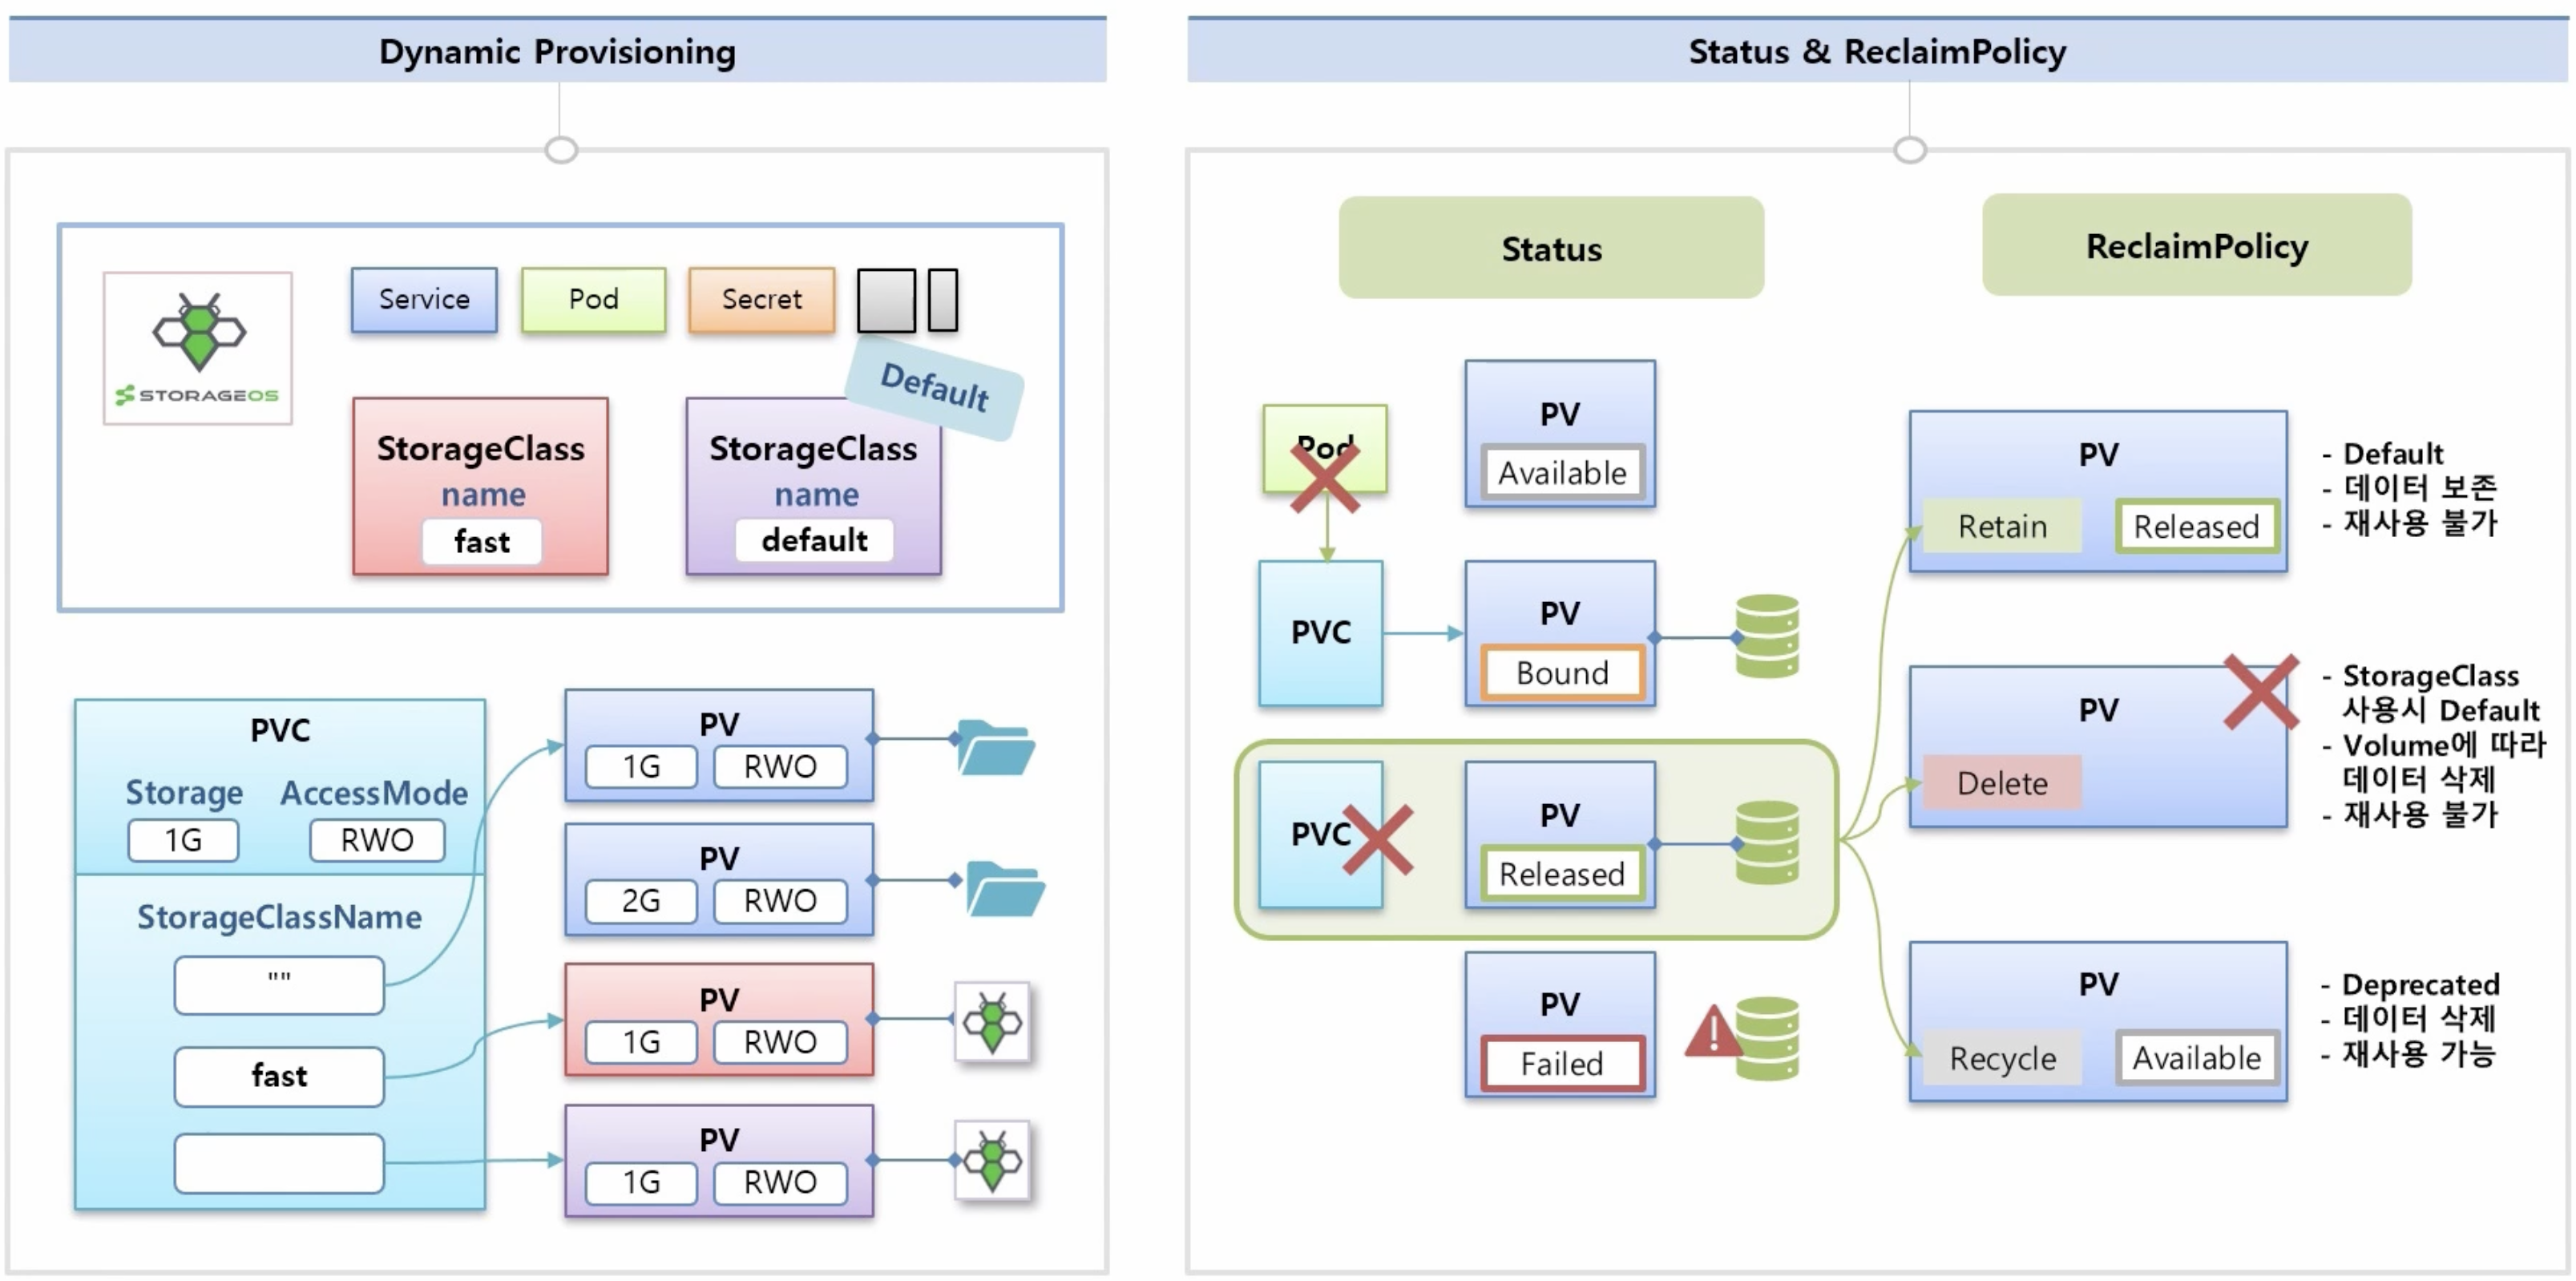 Dynamic Provisioning
STORAGEOS
Service
Pod
Secret
Default
StorageClass
name
fast
StorageClass
name
default
PVC
Storage
AccessMode
1G
RWO
StorageClassName
""
fast
PV
1G
RWO
PV
2G
RWO
PV
1G
RWO
PV
1G
RWO
Status & ReclaimPolicy
Status
ReclaimPolicy
Pod
PV
Available
PVC
PV
Bound
PVC
PV
Released
PV
Failed
PV
Retain
Released
- Default
- 데이터 보존
- 재사용 불가
PV
Delete
- StorageClass
사용시 Default
- Volume에 따라
데이터 삭제
- 재사용 불가
PV
Recycle
Available
- Deprecated
- 데이터 삭제
- 재사용 가능